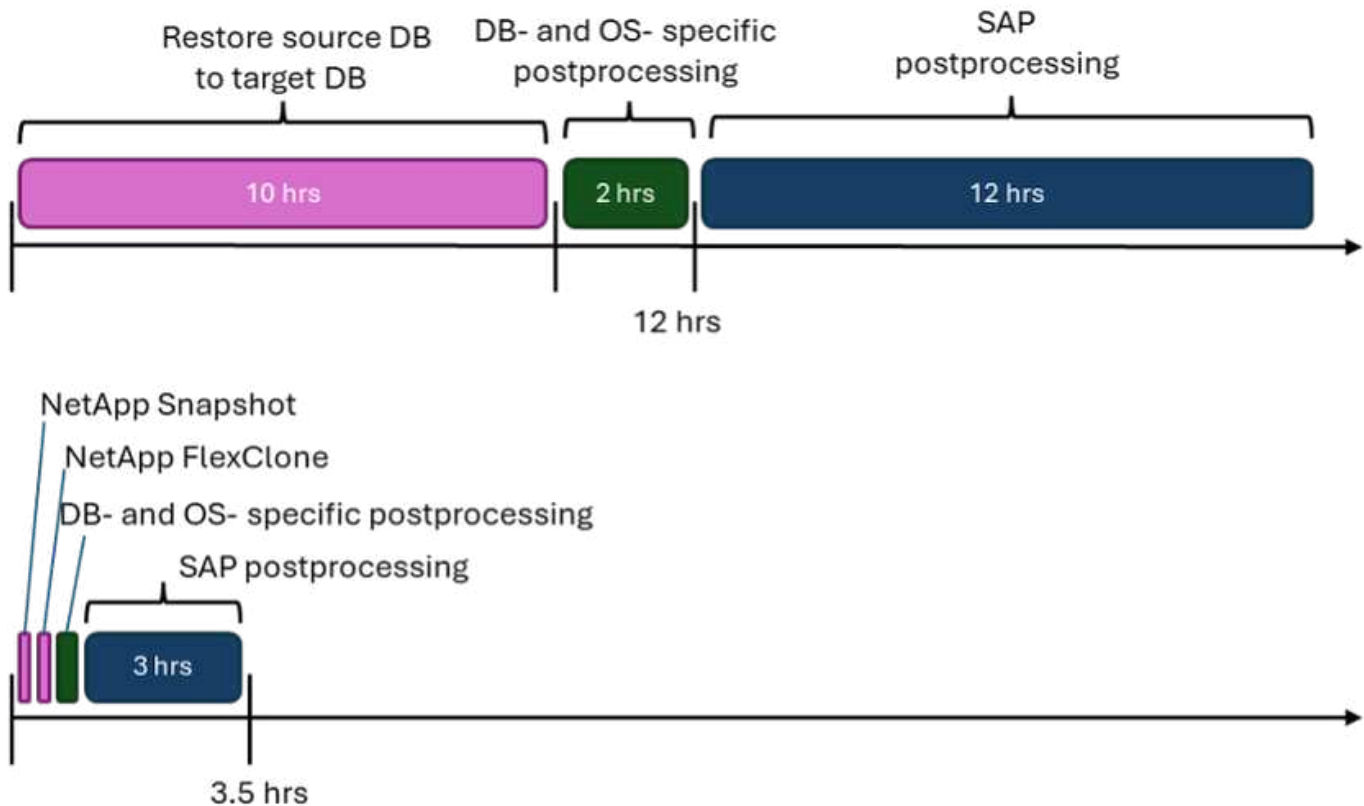 Restore source DB
to target DB
DB- and OS- specific
postprocessing
SAP
postprocessing
10 hrs
2 hrs
12 hrs
12 hrs
NetApp Snapshot
NetApp FlexClone
DB- and OS- specific postprocessing
SAP postprocessing
3 hrs
3.5 hrs